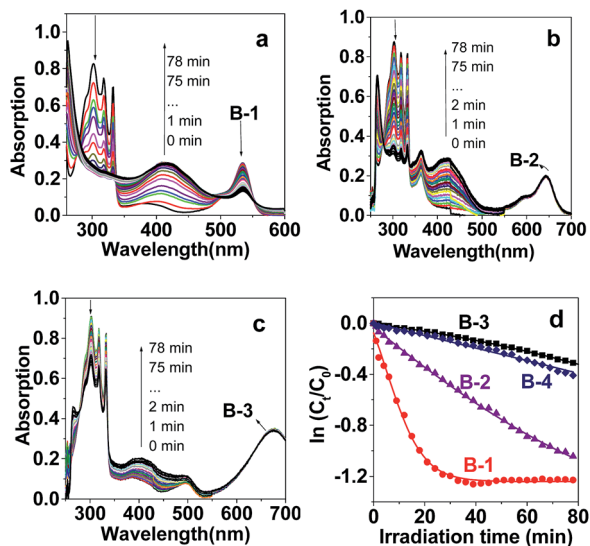 a
78 min
75 min
...
1 min
0 min
B-1
Absorption
1.0
0.8
0.6
0.4
0.2
0.0
300 400 500 600
Wavelength(nm)
b
78 min
75 min
...
2 min
1 min
0 min
B-2
Absorption
1.0
0.8
0.6
0.4
0.2
0.0
300 400 500 600 700
Wavelength(nm)
c
78 min
75 min
...
2 min
1 min
0 min
B-3
Absorption
1.0
0.8
0.6
0.4
0.2
0.0
300 400 500 600 700
Wavelength(nm)
d
B-3
B-4
B-2
B-1
ln (Ct/C0)
0.0
-0.4
-0.8
-1.2
0 20 40 60 80
Irradiation time (min)